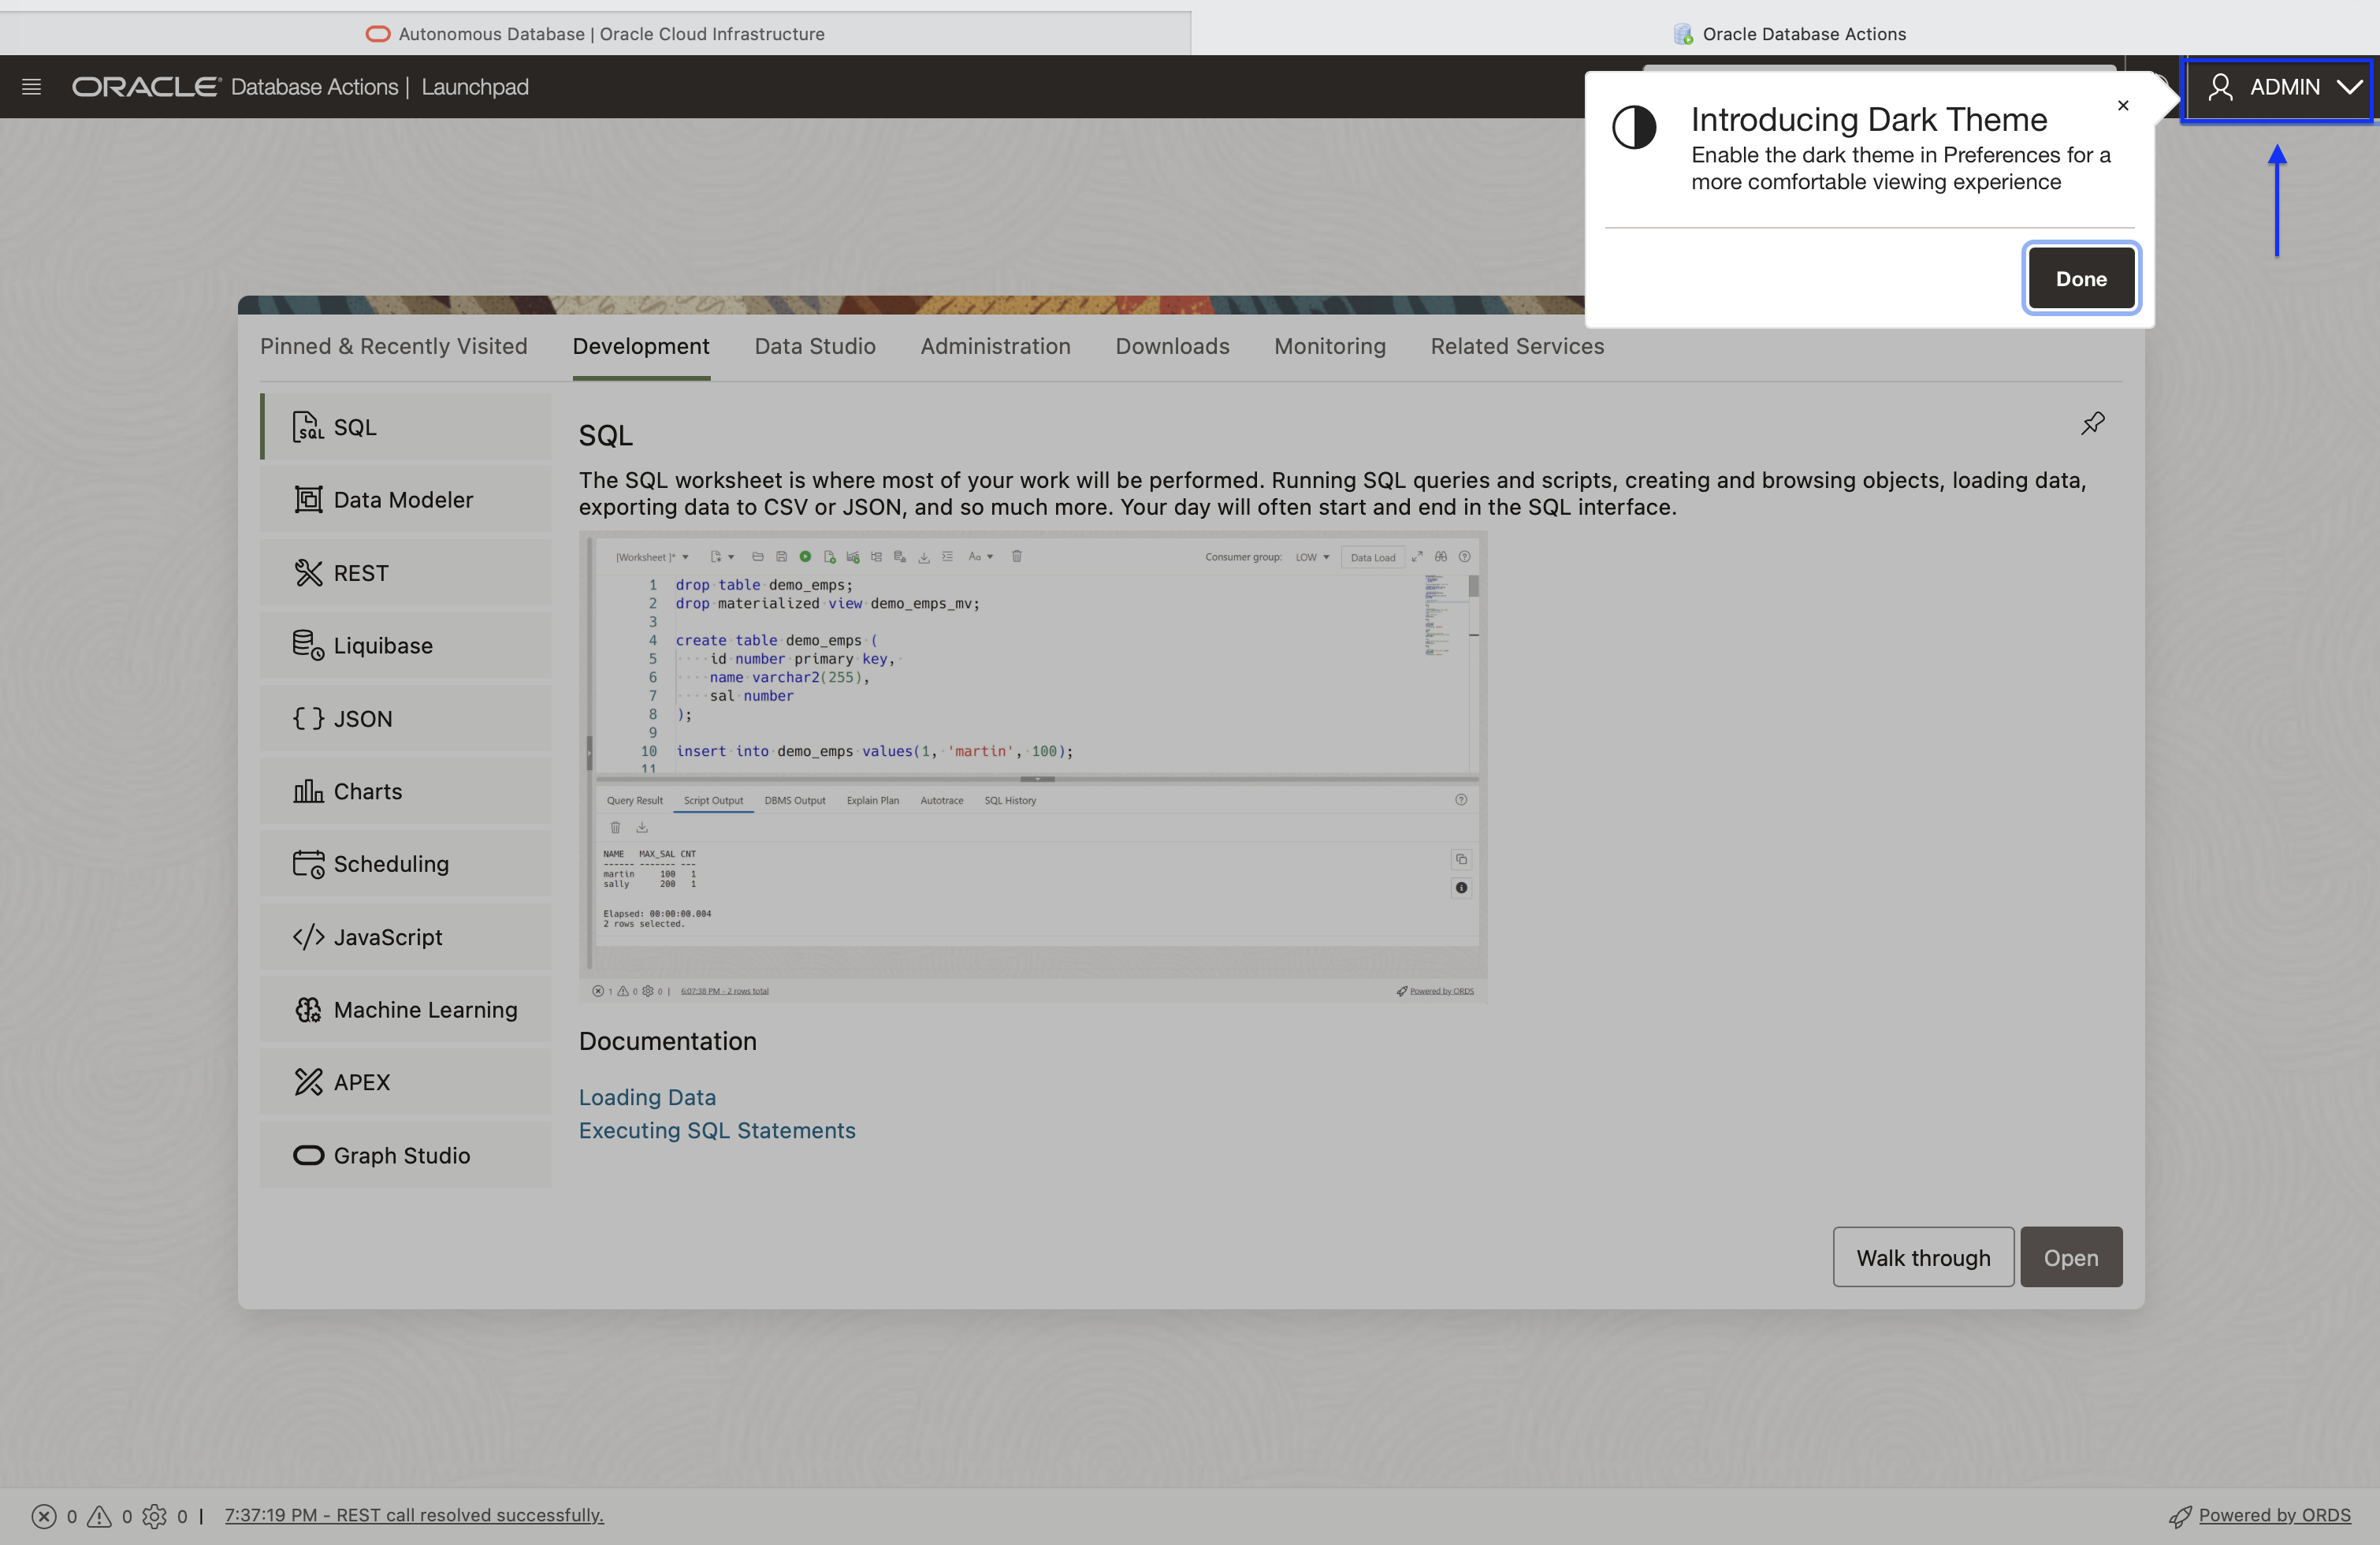 Autonomous Database | Oracle Cloud Infrastructure
Oracle Database Actions
ORACLE® Database Actions | Launchpad
ADMIN
Introducing Dark Theme
Enable the dark theme in Preferences for a
more comfortable viewing experience
Done
Pinned & Recently Visited
Development
Data Studio
Administration
Downloads
Monitoring
Related Services
SQL
Data Modeler
REST
Liquibase
JSON
Charts
Scheduling
JavaScript
Machine Learning
APEX
Graph Studio
SQL
The SQL worksheet is where most of your work will be performed. Running SQL queries and scripts, creating and browsing objects, loading data,
exporting data to CSV or JSON, and so much more. Your day will often start and end in the SQL interface.
[Worksheet ]*
Aa
Consumer group:
LOW
Data Load
1 drop table demo_emps;
2 drop materialized view demo_emps_mv;
3
4 create table demo_emps (
5 id number primary key,
6 name varchar2(255),
7 sal number
8 );
9
10 insert into demo_emps values(1, 'martin', 100);
11
Query Result
Script Output
DBMS Output
Explain Plan
Autotrace
SQL History
NAME MAX_SAL CNT
------ ------- ---
martin 100 1
sally 200 1
Elapsed: 00:00:00.004
2 rows selected.
1 0 0 | 6:07:38 PM - 2 rows total
Powered by ORDS
Documentation
Loading Data
Executing SQL Statements
Walk through
Open
0 0 0 | 7:37:19 PM - REST call resolved successfully.
Powered by ORDS